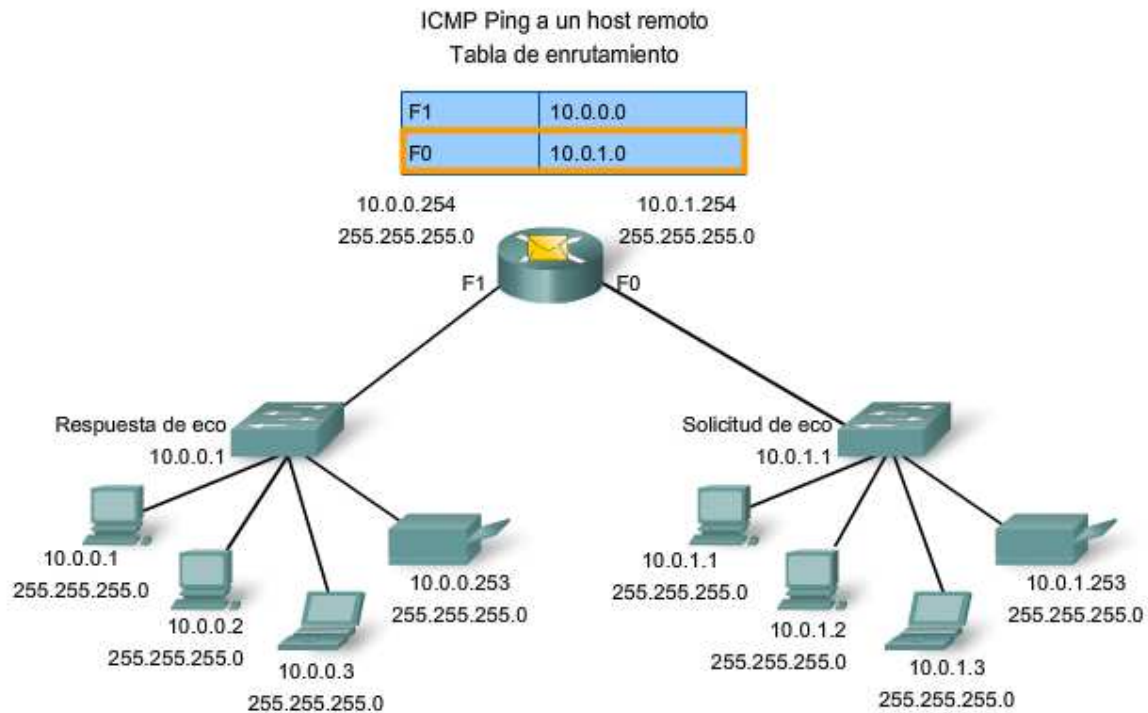 ICMP Ping a un host remoto
Tabla de enrutamiento
F1 10.0.0.0
F0 10.0.1.0
10.0.0.254
255.255.255.0
10.0.1.254
255.255.255.0
F1
F0
Respuesta de eco
10.0.0.1
Solicitud de eco
10.0.1.1
10.0.0.1
255.255.255.0
10.0.0.2
255.255.255.0
10.0.0.3
255.255.255.0
10.0.0.253
255.255.255.0
10.0.1.1
255.255.255.0
10.0.1.2
255.255.255.0
10.0.1.3
255.255.255.0
10.0.1.253
255.255.255.0